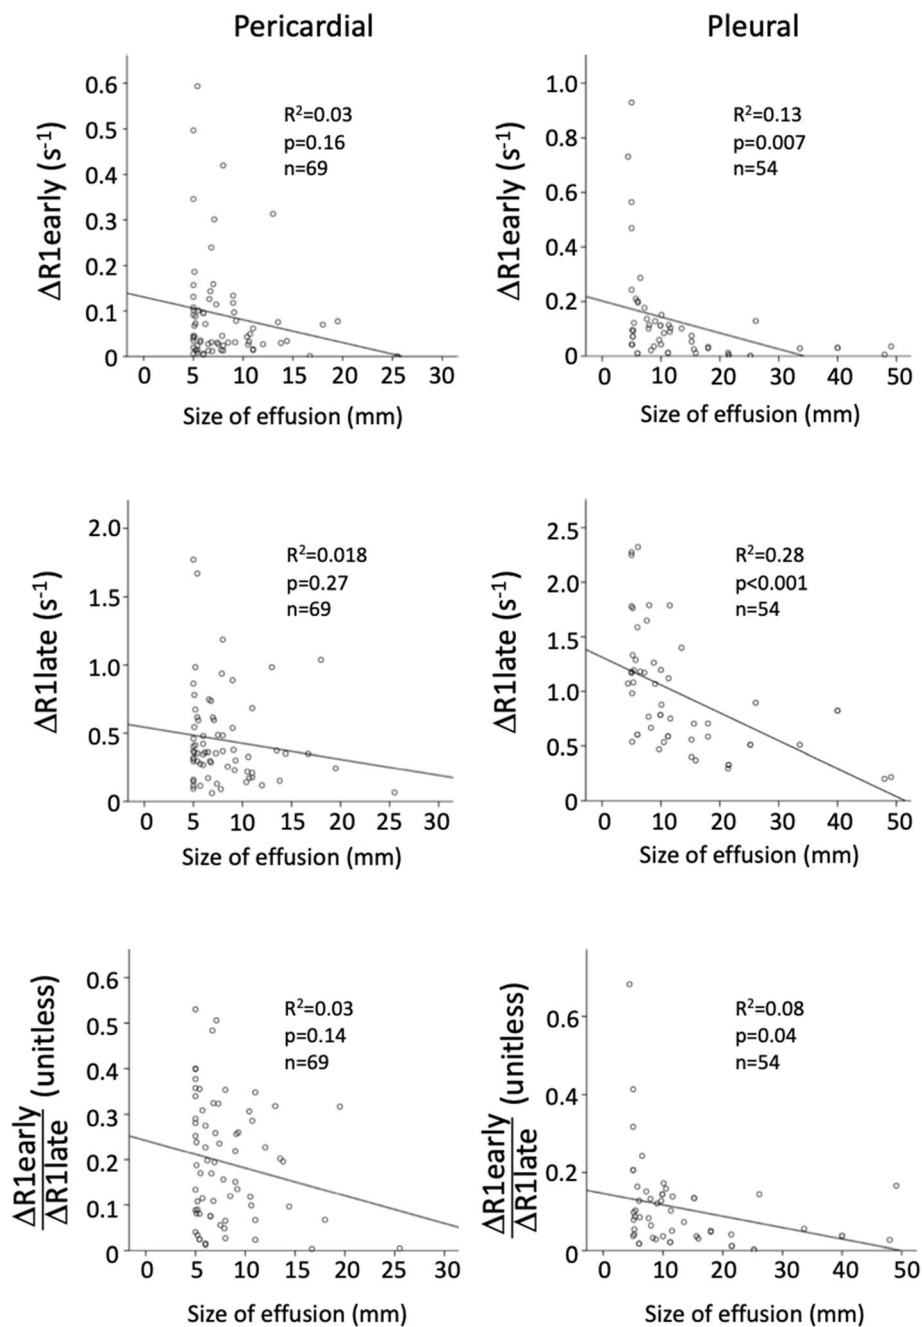 Pericardial
Pleural
ΔR1early (s⁻¹)
0.6
0.5
0.4
0.3
0.2
0.1
0
R²=0.03
p=0.16
n=69
0 5 10 15 20 25 30
Size of effusion (mm)
ΔR1early (s⁻¹)
1.0
0.8
0.6
0.4
0.2
0
R²=0.13
p=0.007
n=54
0 10 20 30 40 50
Size of effusion (mm)
ΔR1late (s⁻¹)
2.0
1.5
1.0
0.5
0
R²=0.018
p=0.27
n=69
0 5 10 15 20 25 30
Size of effusion (mm)
ΔR1late (s⁻¹)
2.5
2.0
1.5
1.0
0.5
0
R²=0.28
p<0.001
n=54
0 10 20 30 40 50
Size of effusion (mm)
ΔR1early
ΔR1late
(unitless)
0.6
0.5
0.4
0.3
0.2
0.1
0
R²=0.03
p=0.14
n=69
0 5 10 15 20 25 30
Size of effusion (mm)
ΔR1early
ΔR1late
(unitless)
0.6
0.4
0.2
0
R²=0.08
p=0.04
n=54
0 10 20 30 40 50
Size of effusion (mm)